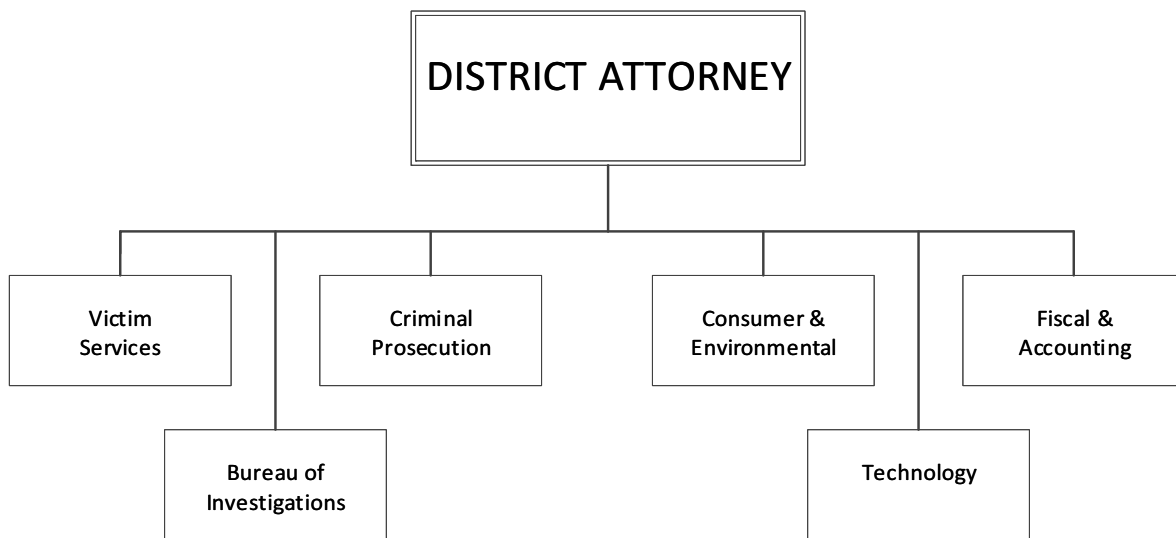 DISTRICT ATTORNEY
Victim
Services
Criminal
Prosecution
Consumer &
Environmental
Fiscal &
Accounting
Bureau of
Investigations
Technology